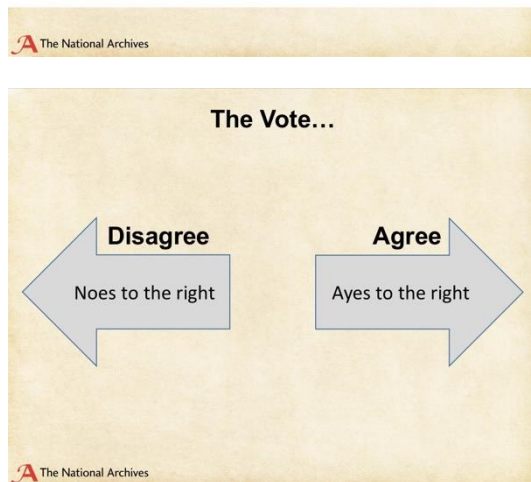 The National Archives
The Vote…
Disagree
Agree
Noes to the right
Ayes to the right
The National Archives